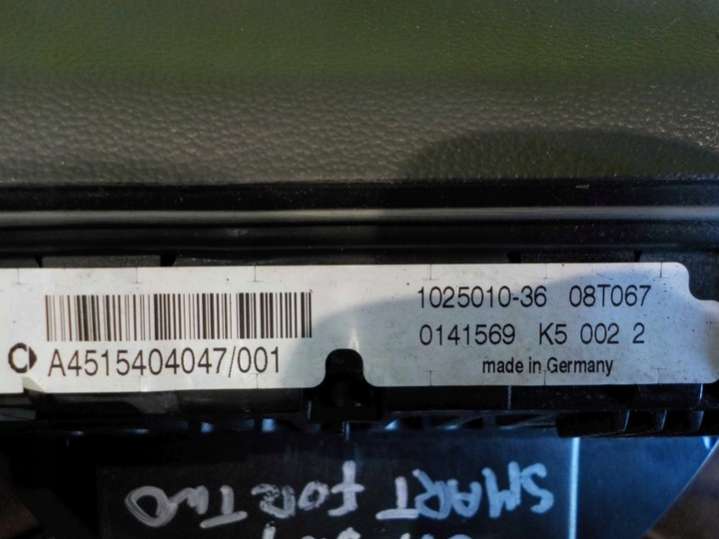 1025010-36 08T067
0141569 K5 002 2
A4515404047/001
made in Germany
SMART FORTWO